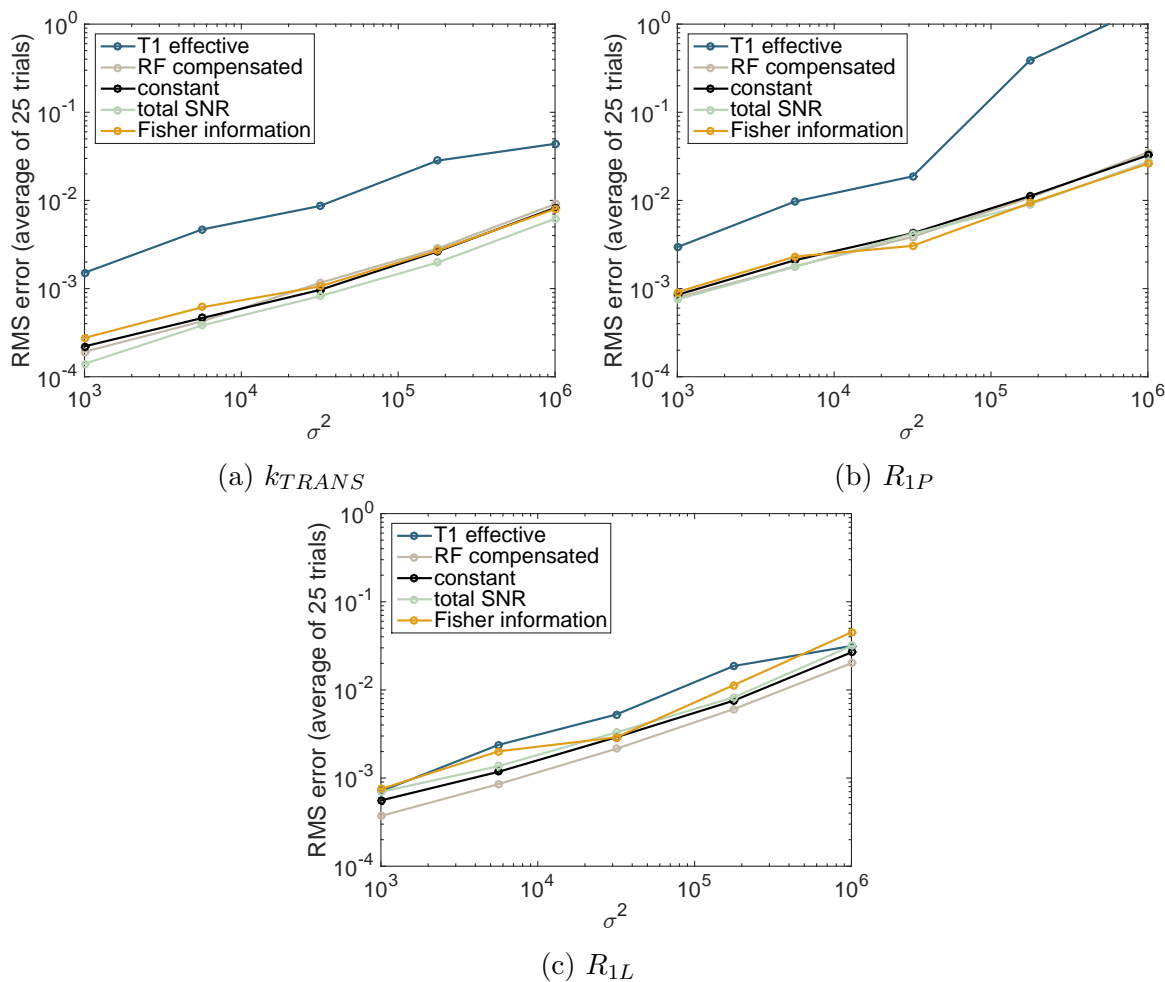 RMS error (average of 25 trials)
10^0
10^-1
10^-2
10^-3
10^-4
T1 effective
RF compensated
constant
total SNR
Fisher information
10^3 10^4 10^5 10^6
σ^2
(a) k_TRANS
RMS error (average of 25 trials)
10^0
10^-1
10^-2
10^-3
10^-4
T1 effective
RF compensated
constant
total SNR
Fisher information
10^3 10^4 10^5 10^6
σ^2
(b) R_1P
RMS error (average of 25 trials)
10^0
10^-1
10^-2
10^-3
10^-4
T1 effective
RF compensated
constant
total SNR
Fisher information
10^3 10^4 10^5 10^6
σ^2
(c) R_1L